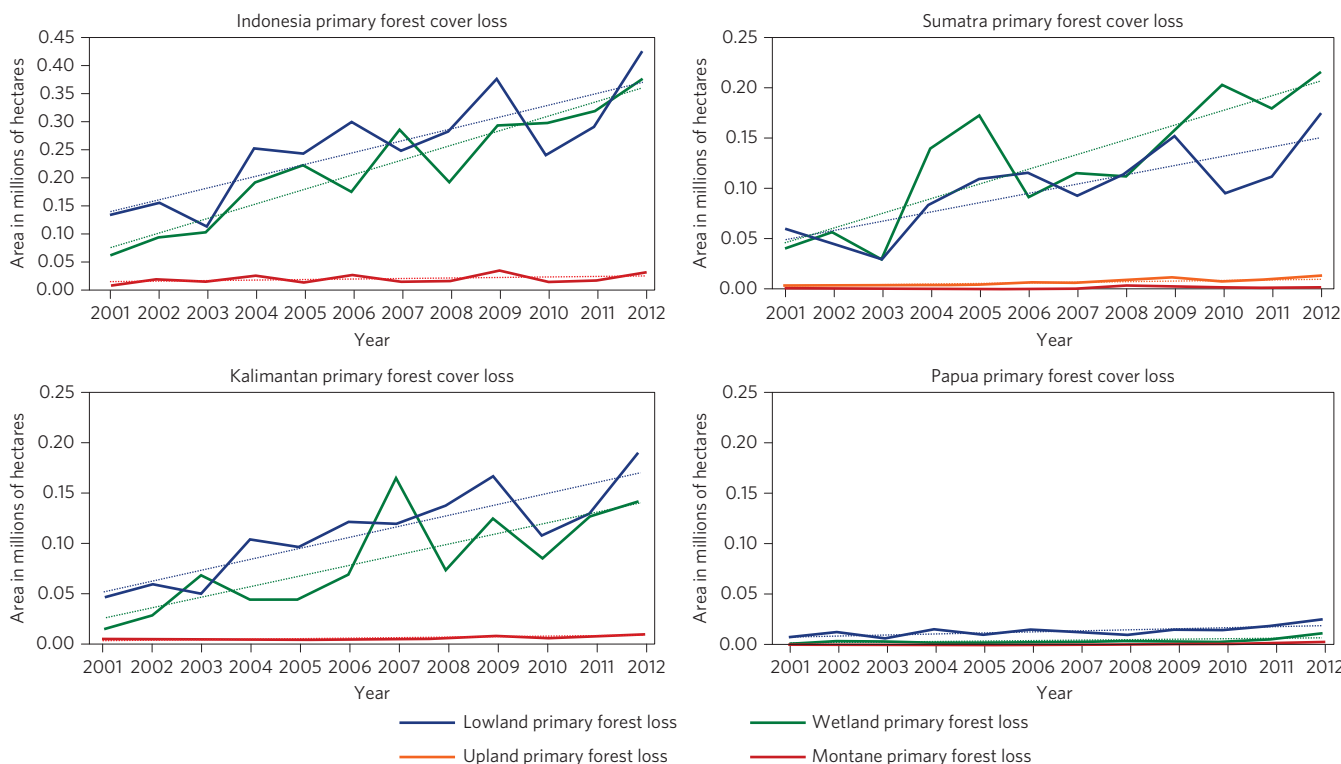 Indonesia primary forest cover loss
Area in millions of hectares
0.45
0.40
0.35
0.30
0.25
0.20
0.15
0.10
0.05
0.00
2001 2002 2003 2004 2005 2006 2007 2008 2009 2010 2011 2012
Year
Sumatra primary forest cover loss
Area in millions of hectares
0.25
0.20
0.15
0.10
0.05
0.00
2001 2002 2003 2004 2005 2006 2007 2008 2009 2010 2011 2012
Year
Kalimantan primary forest cover loss
Area in millions of hectares
0.25
0.20
0.15
0.10
0.05
0.00
2001 2002 2003 2004 2005 2006 2007 2008 2009 2010 2011 2012
Year
Papua primary forest cover loss
Area in millions of hectares
0.25
0.20
0.15
0.10
0.05
0.00
2001 2002 2003 2004 2005 2006 2007 2008 2009 2010 2011 2012
Year
Lowland primary forest loss
Wetland primary forest loss
Upland primary forest loss
Montane primary forest loss